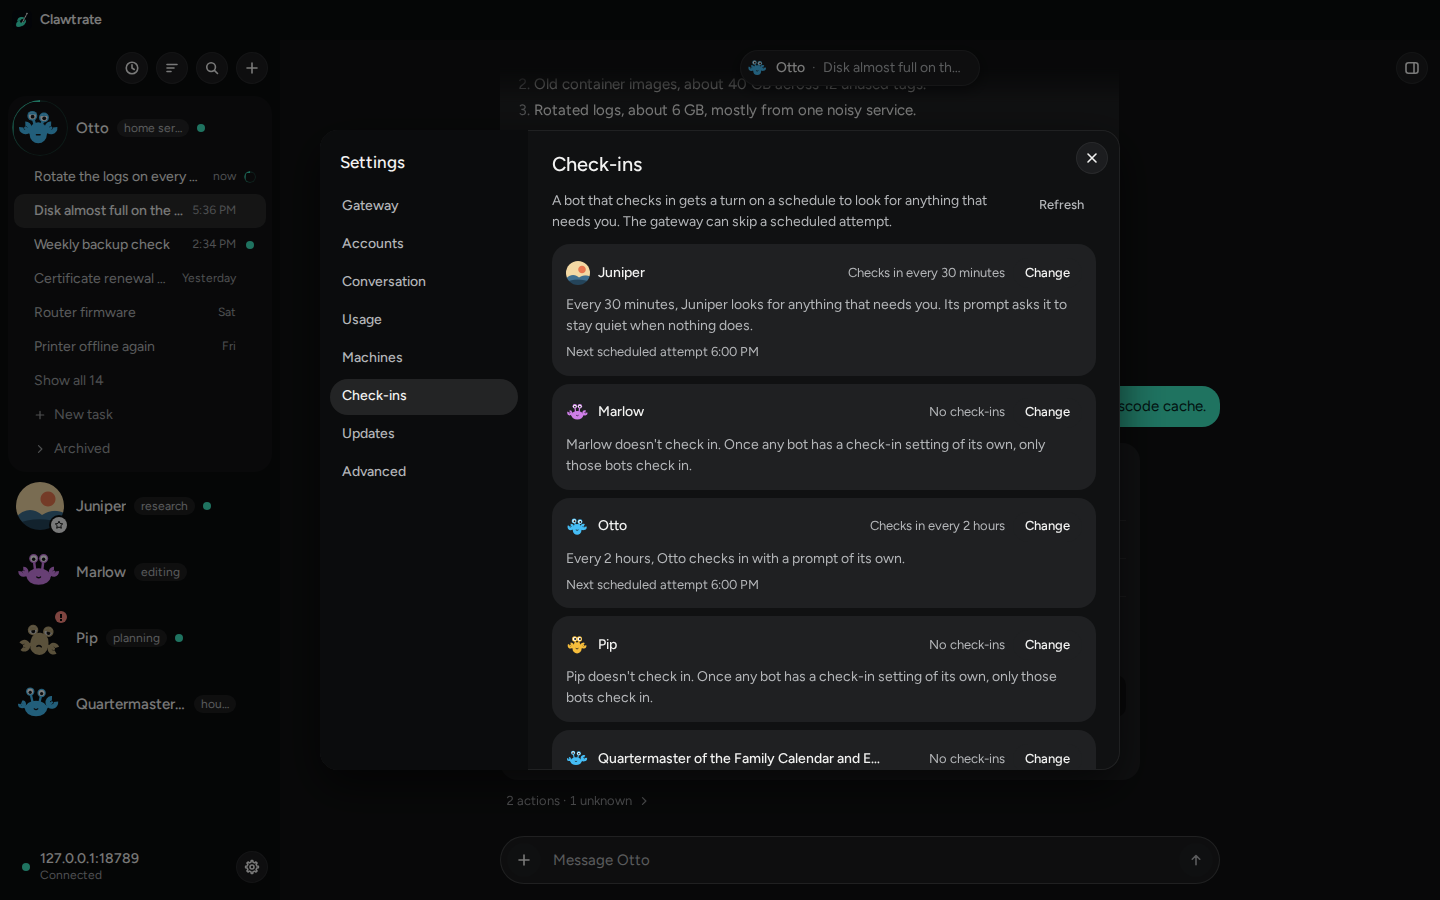 Clawtrate
Otto · Disk almost full on th...
Otto home ser...
Rotate the logs on every ... now
Disk almost full on the ... 5:36 PM
Weekly backup check 2:34 PM
Certificate renewal ... Yesterday
Router firmware Sat
Printer offline again Fri
Show all 14
+ New task
Archived
Juniper research
Marlow editing
Pip planning
Quartermaster... hou...
127.0.0.1:18789
Connected
2. Old container images, about 40 GB across 12 unused tags.
3. Rotated logs, about 6 GB, mostly from one noisy service.
Settings
Gateway
Accounts
Conversation
Usage
Machines
Check-ins
Updates
Advanced
Check-ins
A bot that checks in gets a turn on a schedule to look for anything that
needs you. The gateway can skip a scheduled attempt.
Refresh
Juniper Checks in every 30 minutes Change
Every 30 minutes, Juniper looks for anything that needs you. Its prompt asks it to
stay quiet when nothing does.
Next scheduled attempt 6:00 PM
Marlow No check-ins Change
Marlow doesn't check in. Once any bot has a check-in setting of its own, only
those bots check in.
Otto Checks in every 2 hours Change
Every 2 hours, Otto checks in with a prompt of its own.
Next scheduled attempt 6:00 PM
Pip No check-ins Change
Pip doesn't check in. Once any bot has a check-in setting of its own, only those
bots check in.
Quartermaster of the Family Calendar and E... No check-ins Change
scode cache.
2 actions · 1 unknown
Message Otto